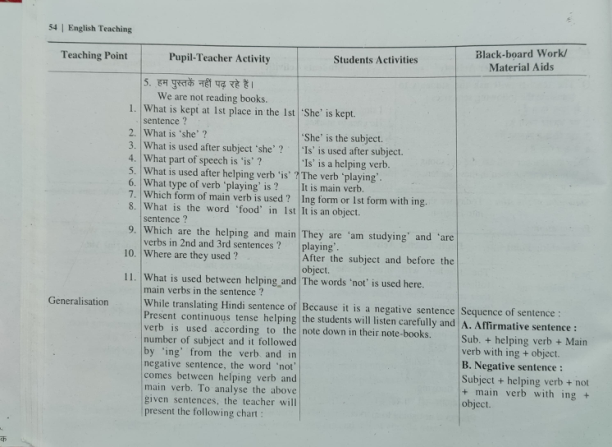 54 | English Teaching
Teaching Point
Pupil-Teacher Activity
Students Activities
Black-board Work/
Material Aids
5. हम पुस्तकें नहीं पढ़ रहे हैं।
We are not reading books.
1. What is kept at 1st place in the 1st
sentence ?
'She' is kept.
2. What is 'she' ?
'She' is the subject.
3. What is used after subject 'she' ?
'Is' is used after subject.
4. What part of speech is 'is' ?
'Is' is a helping verb.
5. What is used after helping verb 'is' ?
The verb 'playing'.
6. What type of verb 'playing' is ?
It is main verb.
7. Which form of main verb is used ?
Ing form or 1st form with ing.
8. What is the word 'food' in 1st
sentence ?
It is an object.
9. Which are the helping and main
verbs in 2nd and 3rd sentences ?
They are 'am studying' and 'are
playing'.
10. Where are they used ?
After the subject and before the
object.
11. What is used between helping and
main verbs in the sentence ?
The words 'not' is used here.
Generalisation
While translating Hindi sentence of
Present continuous tense helping
verb is used according to the
number of subject and it followed
by 'ing' from the verb and in
negative sentence, the word 'not'
comes between helping verb and
main verb. To analyse the above
given sentences, the teacher will
present the following chart :
Because it is a negative sentence
the students will listen carefully and
note down in their note-books.
Sequence of sentence :
A. Affirmative sentence :
Sub. + helping verb + Main
verb with ing + object.
B. Negative sentence :
Subject + helping verb + not
+ main verb with ing +
object.
क